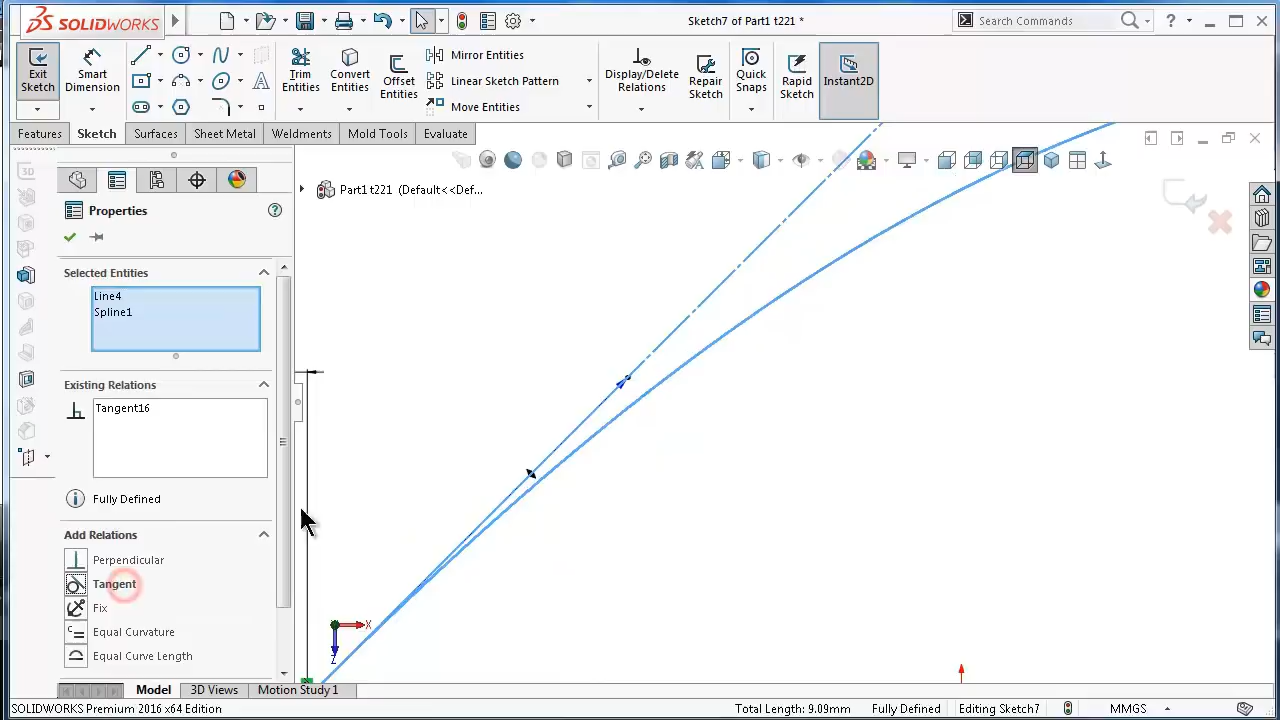 SOLIDWORKS
Sketch7 of Part1 t221 *
Search Commands
Exit Sketch
Smart Dimension
Trim Entities
Convert Entities
Offset Entities
Mirror Entities
Linear Sketch Pattern
Move Entities
Display/Delete Relations
Repair Sketch
Quick Snaps
Rapid Sketch
Instant2D
Features
Sketch
Surfaces
Sheet Metal
Weldments
Mold Tools
Evaluate
Part1 t221 (Default<<Def...
Properties
Selected Entities
Line4
Spline1
Existing Relations
Tangent16
Fully Defined
Add Relations
Perpendicular
Tangent
Fix
Equal Curvature
Equal Curve Length
X
Z
Model
3D Views
Motion Study 1
SOLIDWORKS Premium 2016 x64 Edition
Total Length: 9.09mm
Fully Defined
Editing Sketch7
MMGS